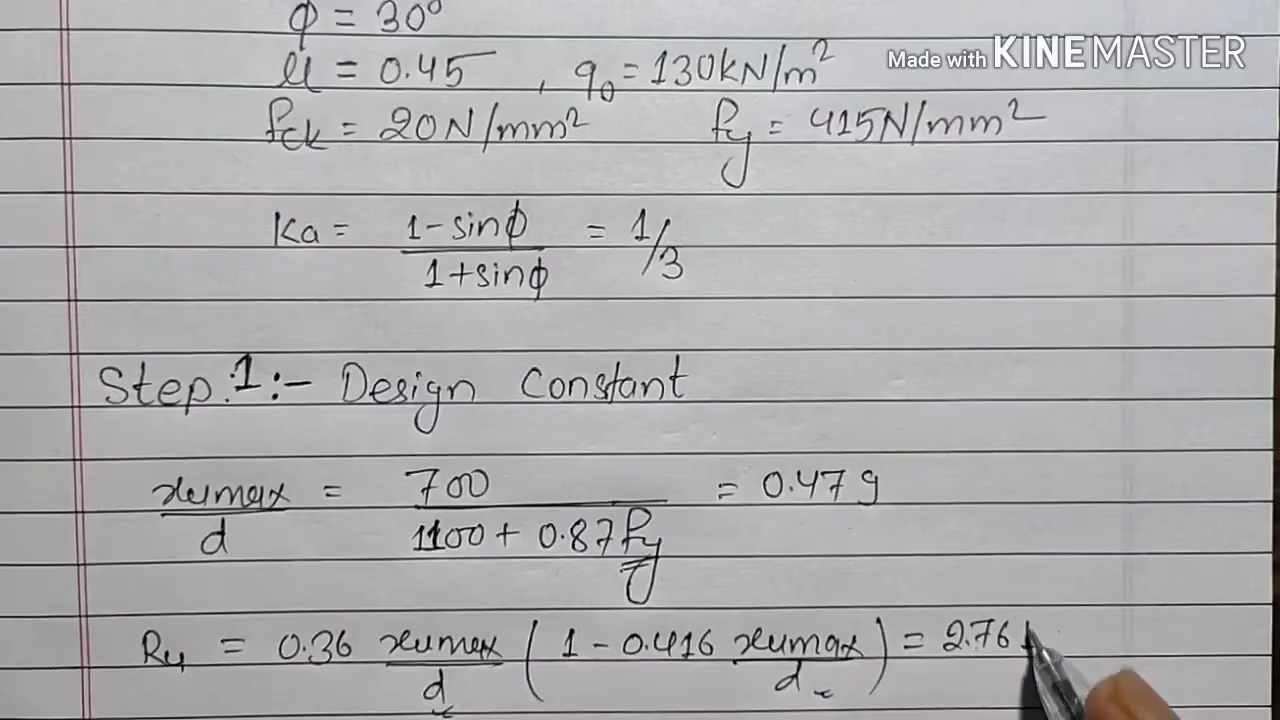 ϕ = 30°
Made with KINEMASTER
μ = 0.45 , q₀ = 130kN/m²
fck = 20N/mm² fy = 415N/mm²
Ka = 1-sinϕ / 1+sinϕ = 1/3
Step:1:- Design Constant
xumax / d = 700 / 1100 + 0.87fy = 0.479
Ru = 0.36 xumax / d ( 1 - 0.416 xumax / d ) = 2.76